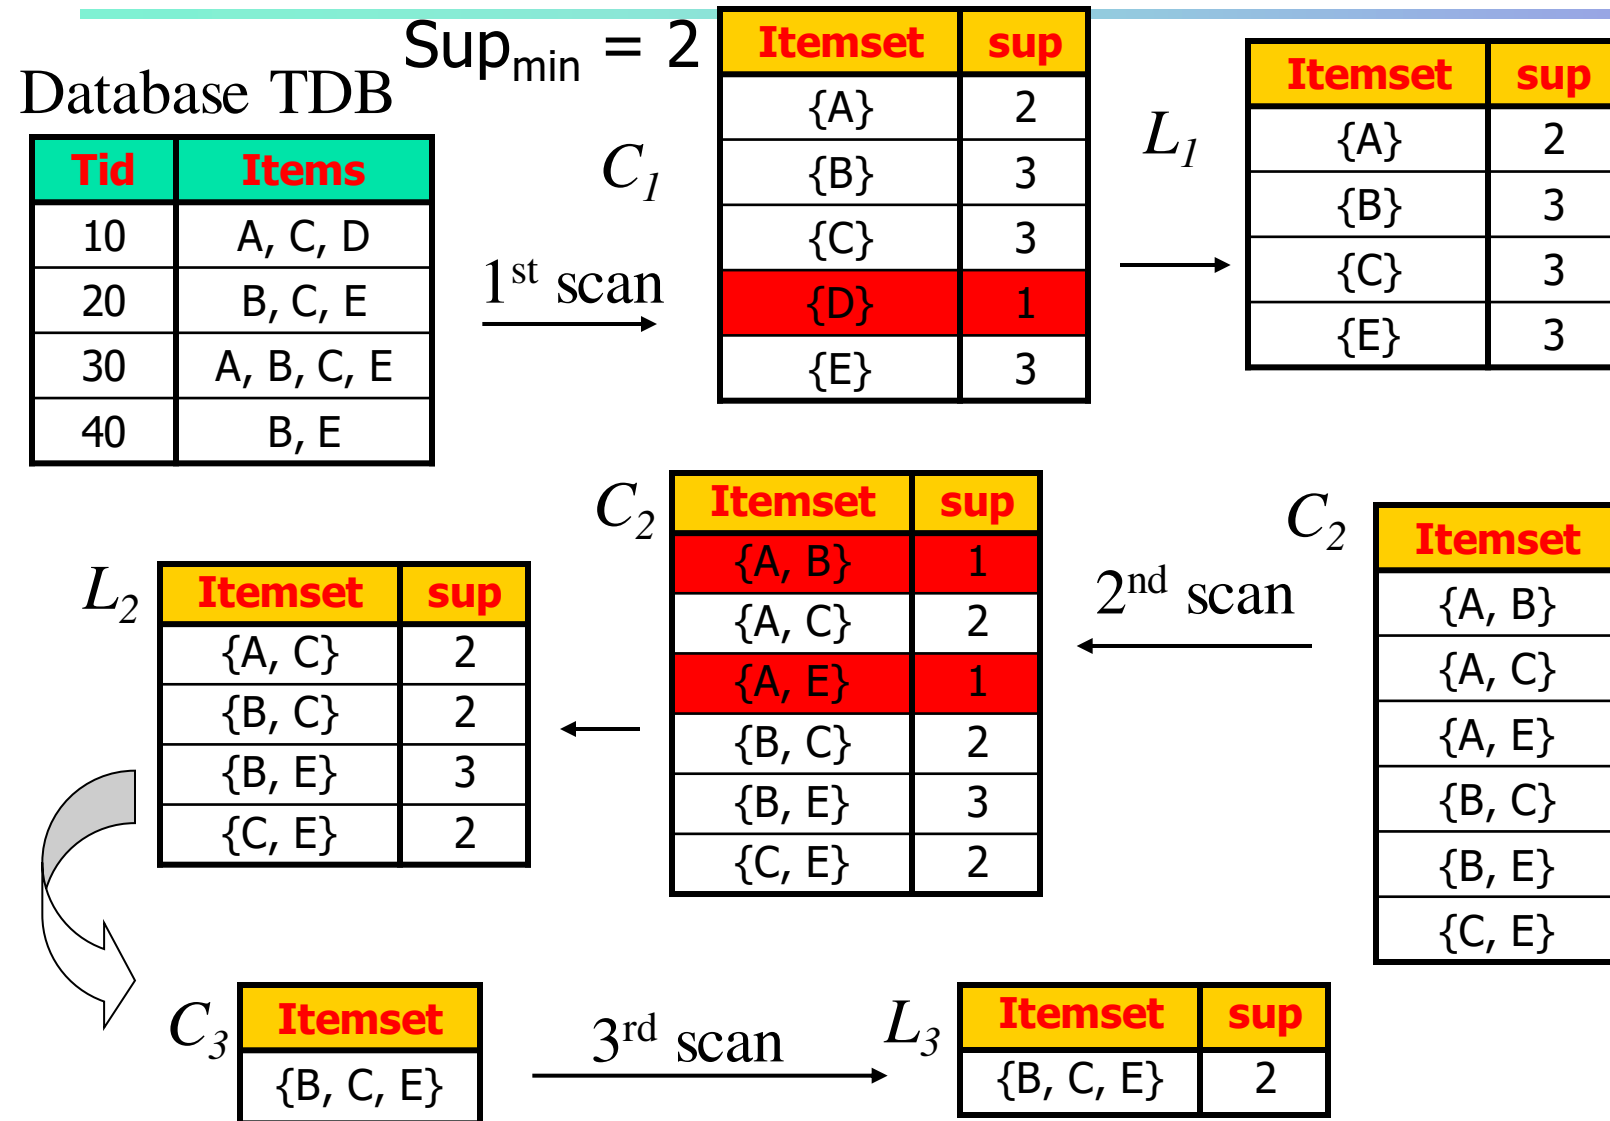 Sup_min = 2
Database TDB
Tid Items
10 A, C, D
20 B, C, E
30 A, B, C, E
40 B, E
1st scan
C1
Itemset sup
{A} 2
{B} 3
{C} 3
{D} 1
{E} 3
L1
Itemset sup
{A} 2
{B} 3
{C} 3
{E} 3
C2
Itemset
{A, B}
{A, C}
{A, E}
{B, C}
{B, E}
{C, E}
2nd scan
C2
Itemset sup
{A, B} 1
{A, C} 2
{A, E} 1
{B, C} 2
{B, E} 3
{C, E} 2
L2
Itemset sup
{A, C} 2
{B, C} 2
{B, E} 3
{C, E} 2
C3
Itemset
{B, C, E}
3rd scan
L3
Itemset sup
{B, C, E} 2